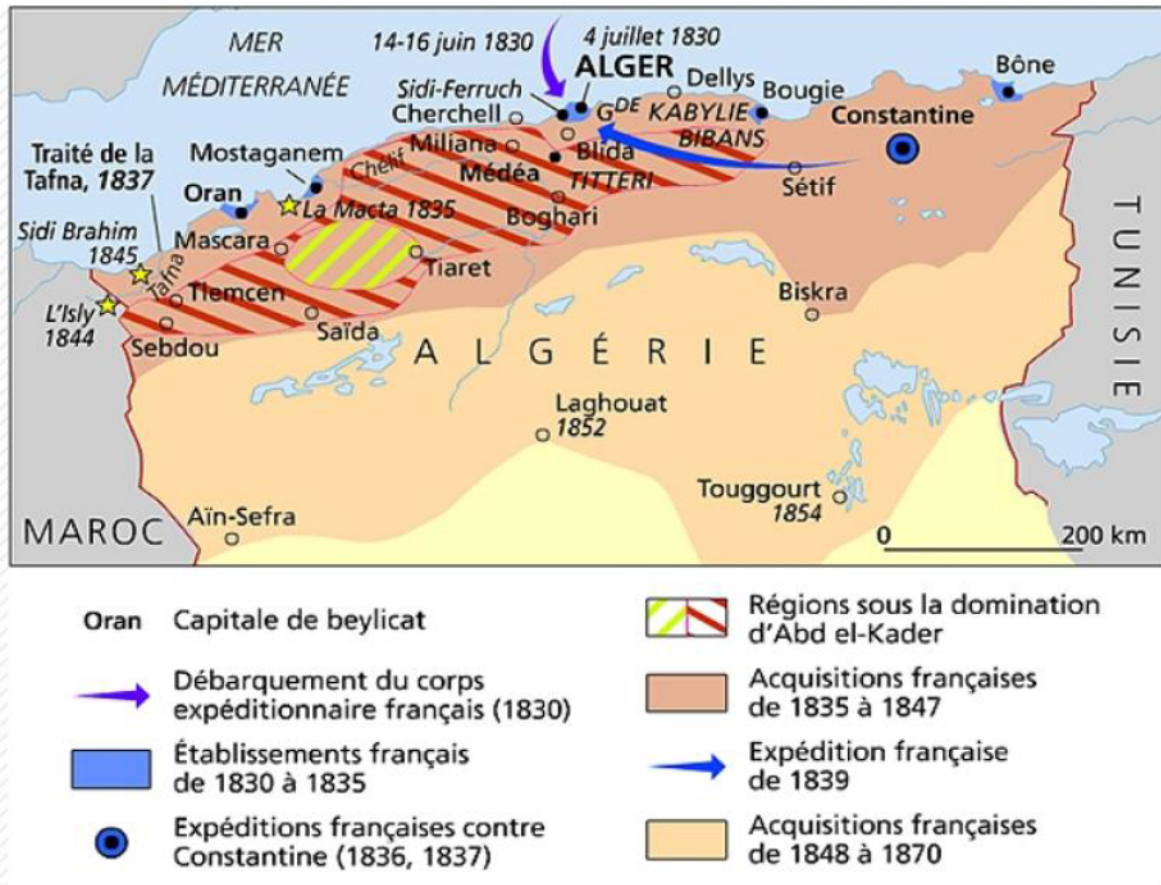 MER
MÉDITERRANÉE
14-16 juin 1830
4 juillet 1830
ALGER
Sidi-Ferruch
Cherchell
Dellys
Bougie
Bône
GDE KABYLIE
BIBANS
Constantine
Miliana
Blida
Médéa
TITTERI
Sétif
Chélif
Boghari
Traité de la
Tafna, 1837
Mostaganem
Oran
La Macta 1835
Sidi Brahim
1845
Mascara
Tiaret
Tafna
Tlemcen
L'Isly
1844
Saïda
Sebdou
Biskra
ALGÉRIE
TUNISIE
Laghouat
1852
Touggourt
1854
Aïn-Sefra
MAROC
0 200 km
Oran Capitale de beylicat
Débarquement du corps
expéditionnaire français (1830)
Établissements français
de 1830 à 1835
Expéditions françaises contre
Constantine (1836, 1837)
Régions sous la domination
d'Abd el-Kader
Acquisitions françaises
de 1835 à 1847
Expédition française
de 1839
Acquisitions françaises
de 1848 à 1870